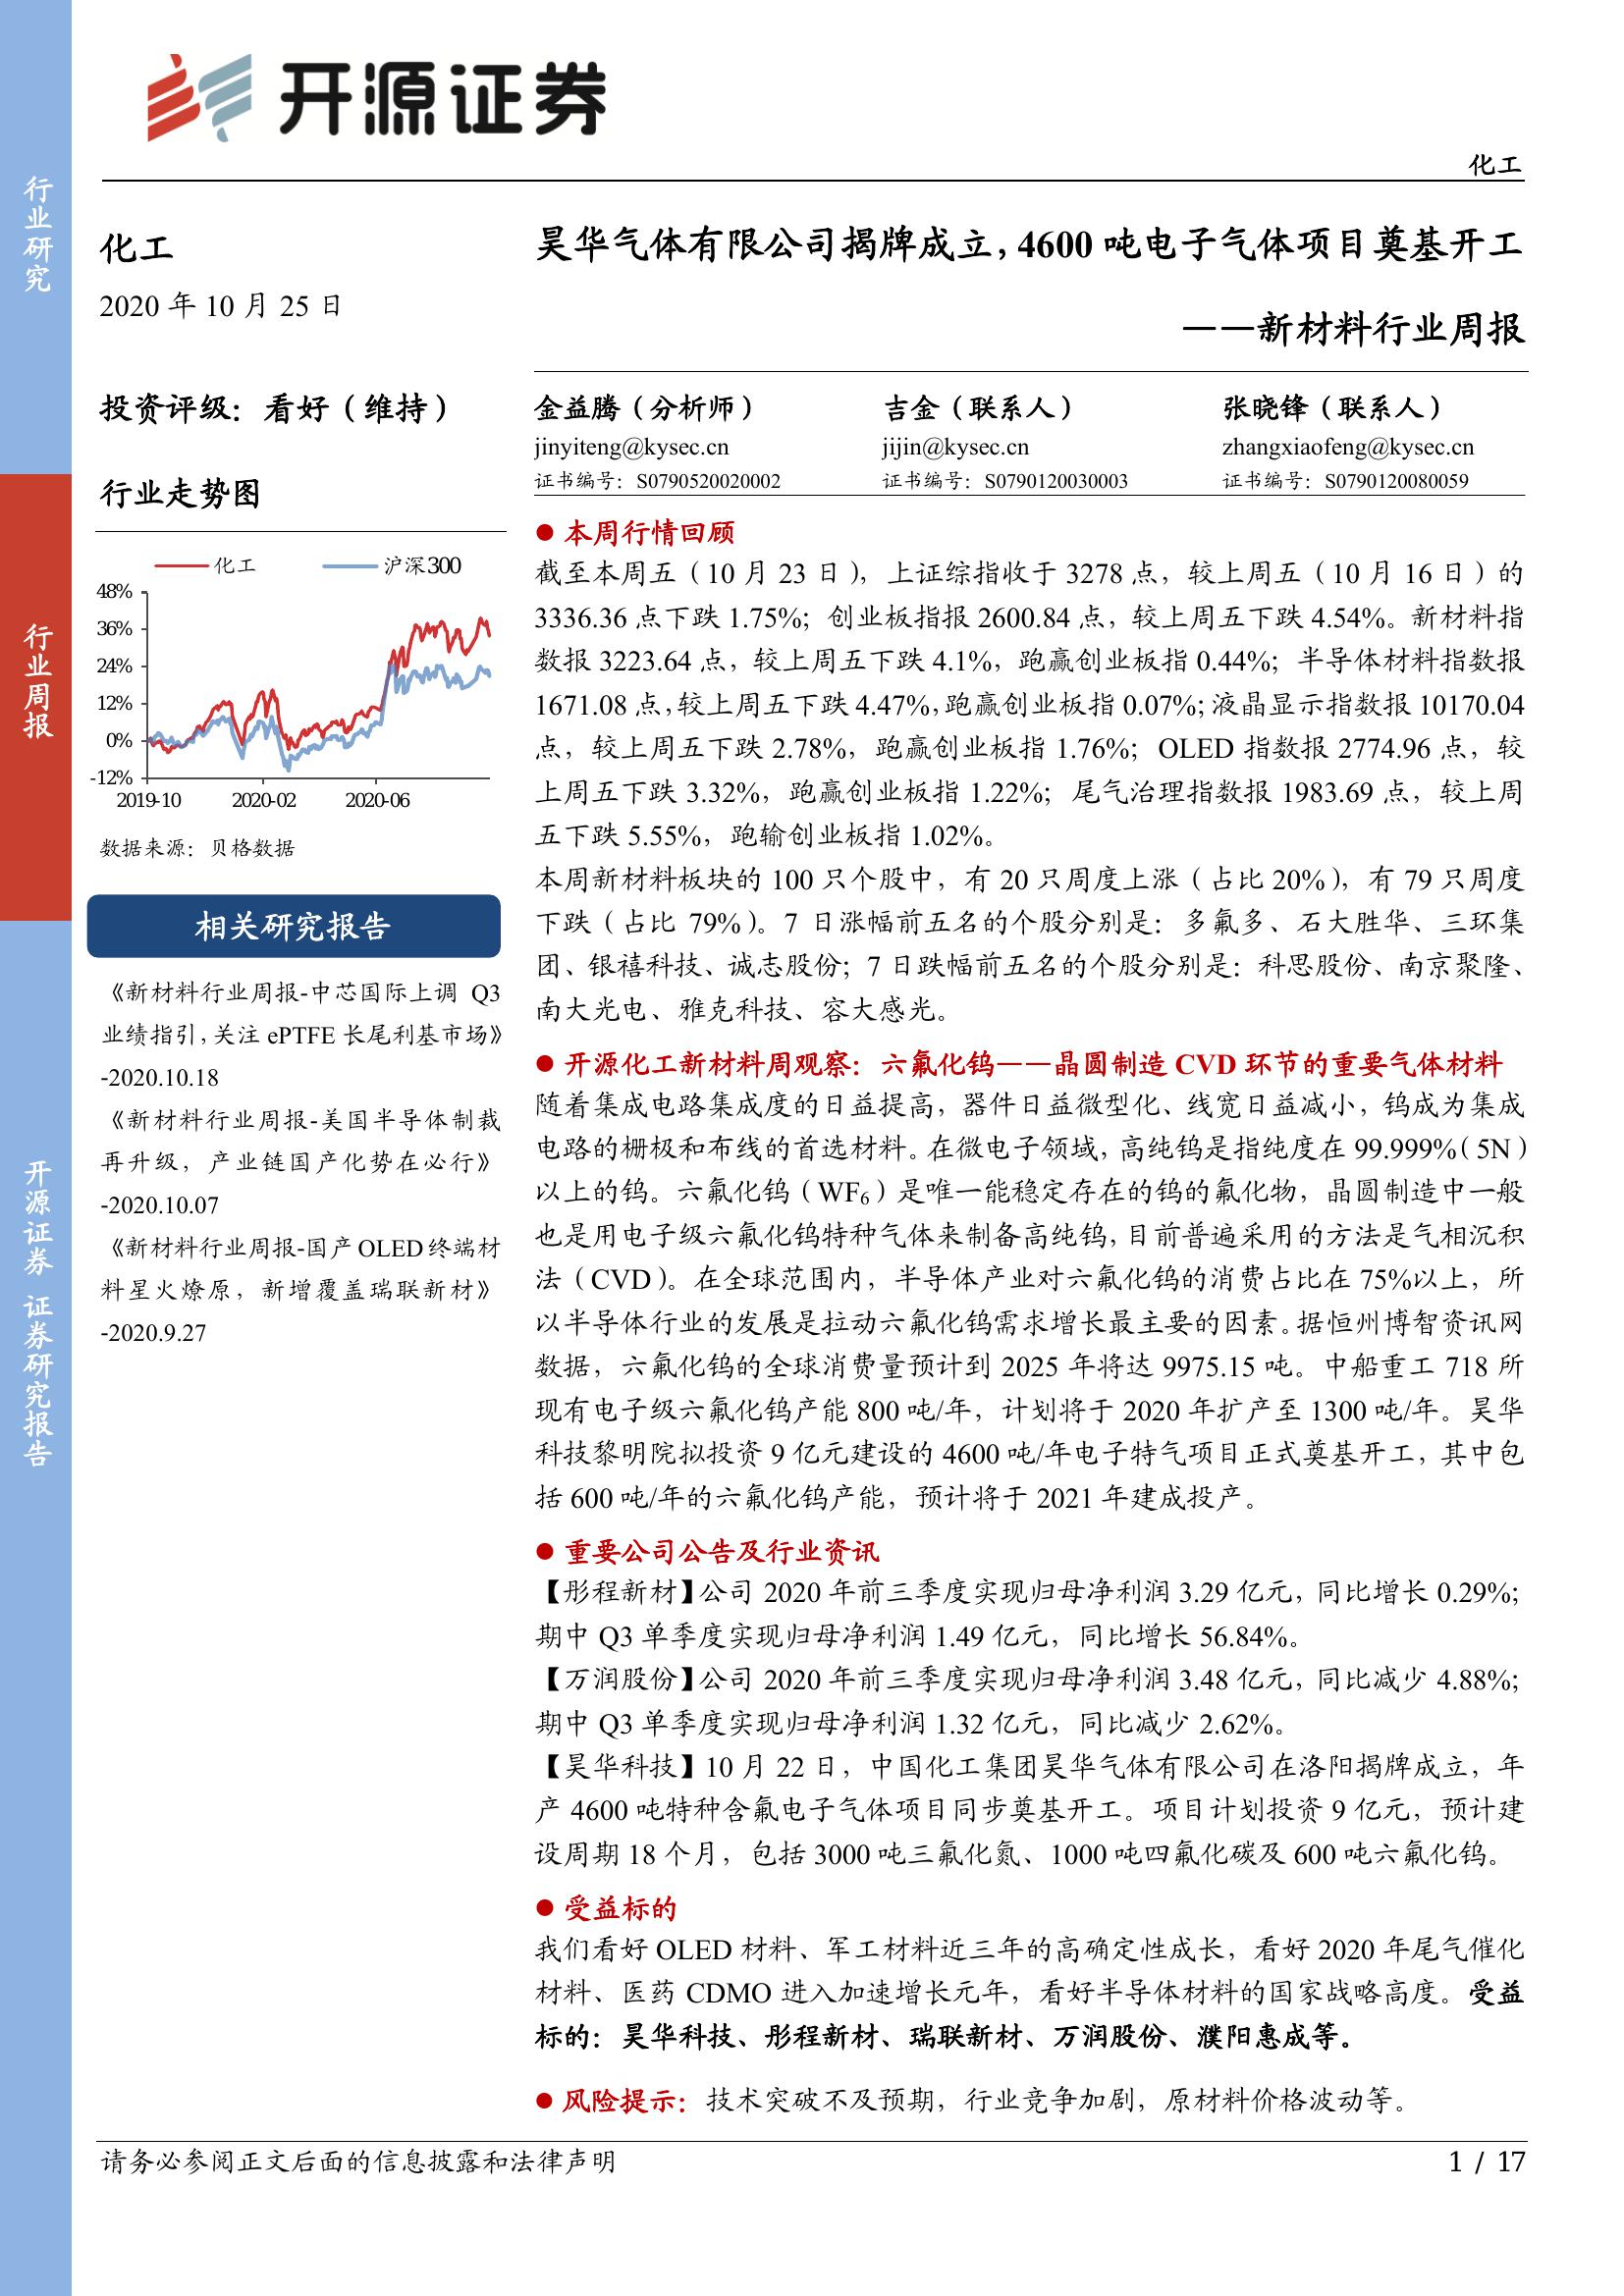 开源证券
化工
行业研究
行业周报
开源证券 证券研究报告
化工
2020 年 10 月 25 日
投资评级：看好（维持）
行业走势图
化工 沪深300
48%
36%
24%
12%
0%
-12%
2019-10 2020-02 2020-06
数据来源：贝格数据
相关研究报告
《新材料行业周报-中芯国际上调 Q3
业绩指引，关注 ePTFE 长尾利基市场》
-2020.10.18
《新材料行业周报-美国半导体制裁
再升级，产业链国产化势在必行》
-2020.10.07
《新材料行业周报-国产 OLED 终端材
料星火燎原，新增覆盖瑞联新材》
-2020.9.27
昊华气体有限公司揭牌成立，4600 吨电子气体项目奠基开工
——新材料行业周报
金益腾（分析师） 吉金（联系人） 张晓锋（联系人）
jinyiteng@kysec.cn jijin@kysec.cn zhangxiaofeng@kysec.cn
证书编号：S0790520020002 证书编号：S0790120030003 证书编号：S0790120080059
● 本周行情回顾
截至本周五（10 月 23 日），上证综指收于 3278 点，较上周五（10 月 16 日）的
3336.36 点下跌 1.75%；创业板指报 2600.84 点，较上周五下跌 4.54%。新材料指
数报 3223.64 点，较上周五下跌 4.1%，跑赢创业板指 0.44%；半导体材料指数报
1671.08 点，较上周五下跌 4.47%，跑赢创业板指 0.07%；液晶显示指数报 10170.04
点，较上周五下跌 2.78%，跑赢创业板指 1.76%；OLED 指数报 2774.96 点，较
上周五下跌 3.32%，跑赢创业板指 1.22%；尾气治理指数报 1983.69 点，较上周
五下跌 5.55%，跑输创业板指 1.02%。
本周新材料板块的 100 只个股中，有 20 只周度上涨（占比 20%），有 79 只周度
下跌（占比 79%）。7 日涨幅前五名的个股分别是：多氟多、石大胜华、三环集
团、银禧科技、诚志股份；7 日跌幅前五名的个股分别是：科思股份、南京聚隆、
南大光电、雅克科技、容大感光。
● 开源化工新材料周观察：六氟化钨——晶圆制造 CVD 环节的重要气体材料
随着集成电路集成度的日益提高，器件日益微型化、线宽日益减小，钨成为集成
电路的栅极和布线的首选材料。在微电子领域，高纯钨是指纯度在 99.999%（5N）
以上的钨。六氟化钨（WF₆）是唯一能稳定存在的钨的氟化物，晶圆制造中一般
也是用电子级六氟化钨特种气体来制备高纯钨，目前普遍采用的方法是气相沉积
法（CVD）。在全球范围内，半导体产业对六氟化钨的消费占比在 75%以上，所
以半导体行业的发展是拉动六氟化钨需求增长最主要的因素。据恒州博智资讯网
数据，六氟化钨的全球消费量预计到 2025 年将达 9975.15 吨。中船重工 718 所
现有电子级六氟化钨产能 800 吨/年，计划将于 2020 年扩产至 1300 吨/年。昊华
科技黎明院拟投资 9 亿元建设的 4600 吨/年电子特气项目正式奠基开工，其中包
括 600 吨/年的六氟化钨产能，预计将于 2021 年建成投产。
● 重要公司公告及行业资讯
【彤程新材】公司 2020 年前三季度实现归母净利润 3.29 亿元，同比增长 0.29%；
期中 Q3 单季度实现归母净利润 1.49 亿元，同比增长 56.84%。
【万润股份】公司 2020 年前三季度实现归母净利润 3.48 亿元，同比减少 4.88%；
期中 Q3 单季度实现归母净利润 1.32 亿元，同比减少 2.62%。
【昊华科技】10 月 22 日，中国化工集团昊华气体有限公司在洛阳揭牌成立，年
产 4600 吨特种含氟电子气体项目同步奠基开工。项目计划投资 9 亿元，预计建
设周期 18 个月，包括 3000 吨三氟化氮、1000 吨四氟化碳及 600 吨六氟化钨。
● 受益标的
我们看好 OLED 材料、军工材料近三年的高确定性成长，看好 2020 年尾气催化
材料、医药 CDMO 进入加速增长元年，看好半导体材料的国家战略高度。受益
标的：昊华科技、彤程新材、瑞联新材、万润股份、濮阳惠成等。
● 风险提示：技术突破不及预期，行业竞争加剧，原材料价格波动等。
请务必参阅正文后面的信息披露和法律声明
1 / 17